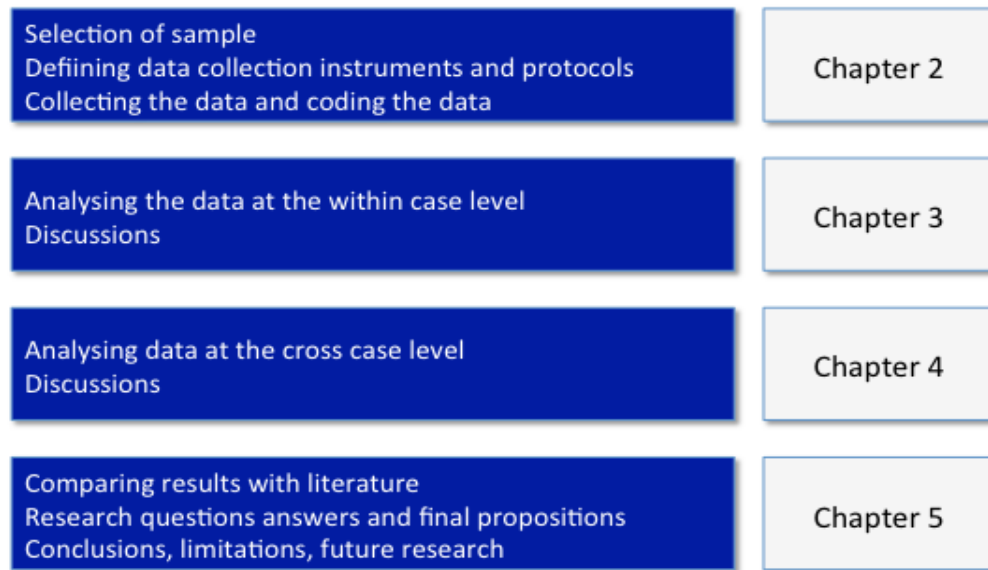 Selection of sample
Defiining data collection instruments and protocols
Collecting the data and coding the data
Chapter 2
Analysing the data at the within case level
Discussions
Chapter 3
Analysing data at the cross case level
Discussions
Chapter 4
Comparing results with literature
Research questions answers and final propositions
Conclusions, limitations, future research
Chapter 5